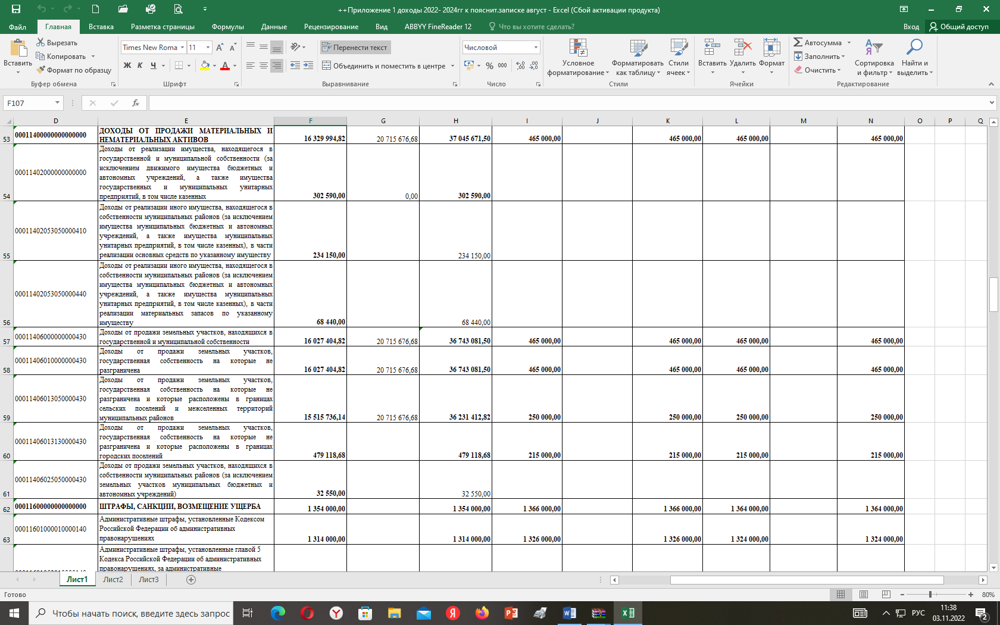 ++Приложение 1 доходы 2022- 2024гг к пояснит.записке август - Excel (Сбой активации продукта)
Файл Главная Вставка Разметка страницы Формулы Данные Рецензирование Вид ABBYY FineReader 12 Что вы хотите сделать? Вход Общий доступ
Вставить Вырезать Копировать Формат по образцу
Times New Roma 11
Ж К Ч
Перенести текст
Объединить и поместить в центре
Числовой
% 000
Условное форматирование Форматировать как таблицу Стили ячеек
Вставить Удалить Формат
Автосумма Заполнить Очистить
Сортировка и фильтр Найти и выделить
Буфер обмена Шрифт Выравнивание Число Стили Ячейки Редактирование
F107 fx
D E F G H I J K L M N O P Q
53 00011400000000000000 ДОХОДЫ ОТ ПРОДАЖИ МАТЕРИАЛЬНЫХ И
НЕМАТЕРИАЛЬНЫХ АКТИВОВ 16 329 994,82 20 715 676,68 37 045 671,50 465 000,00 465 000,00 465 000,00 465 000,00
54 00011402000000000000 Доходы от реализации имущества, находящегося в
государственной и муниципальной собственности (за
исключением движимого имущества бюджетных и
автономных учреждений, а также имущества
государственных и муниципальных унитарных
предприятий, в том числе казенных 302 590,00 0,00 302 590,00
55 00011402053050000410 Доходы от реализации иного имущества, находящегося в
собственности муниципальных районов (за исключением
имущества муниципальных бюджетных и автономных
учреждений, а также имущества муниципальных
унитарных предприятий, в том числе казенных), в части
реализации основных средств по указанному имуществу 234 150,00 234 150,00
56 00011402053050000440 Доходы от реализации иного имущества, находящегося в
собственности муниципальных районов (за исключением
имущества муниципальных бюджетных и автономных
учреждений, а также имущества муниципальных
унитарных предприятий, в том числе казенных), в части
реализации материальных запасов по указанному
имуществу 68 440,00 68 440,00
57 00011406000000000430 Доходы от продажи земельных участков, находящихся в
государственной и муниципальной собственности 16 027 404,82 20 715 676,68 36 743 081,50 465 000,00 465 000,00 465 000,00 465 000,00
58 00011406010000000430 Доходы от продажи земельных участков,
государственная собственность на которые не
разграничена 16 027 404,82 20 715 676,68 36 743 081,50 465 000,00 465 000,00 465 000,00 465 000,00
59 00011406013050000430 Доходы от продажи земельных участков,
государственная собственность на которые не
разграничена и которые расположены в границах
сельских поселений и межселенных территорий
муниципальных районов 15 515 736,14 20 715 676,68 36 231 412,82 250 000,00 250 000,00 250 000,00 250 000,00
60 00011406013130000430 Доходы от продажи земельных участков,
государственная собственность на которые не
разграничена и которые расположены в границах
городских поселений 479 118,68 479 118,68 215 000,00 215 000,00 215 000,00 215 000,00
61 00011406025050000430 Доходы от продажи земельных участков, находящихся в
собственности муниципальных районов (за исключением
земельных участков муниципальных бюджетных и
автономных учреждений) 32 550,00 32 550,00
62 00011600000000000000 ШТРАФЫ, САНКЦИИ, ВОЗМЕЩЕНИЕ УЩЕРБА 1 354 000,00 1 354 000,00 1 366 000,00 1 366 000,00 1 364 000,00 1 364 000,00
63 00011601000010000140 Административные штрафы, установленные Кодексом
Российской Федерации об административных
правонарушениях 1 314 000,00 1 314 000,00 1 326 000,00 1 326 000,00 1 324 000,00 1 324 000,00
Административные штрафы, установленные главой 5
Кодекса Российской Федерации об административных
правонарушениях, за административные
Лист1 Лист2 Лист3
Готово 80%
Чтобы начать поиск, введите здесь запрос
РУС 11:38
03.11.2022 2